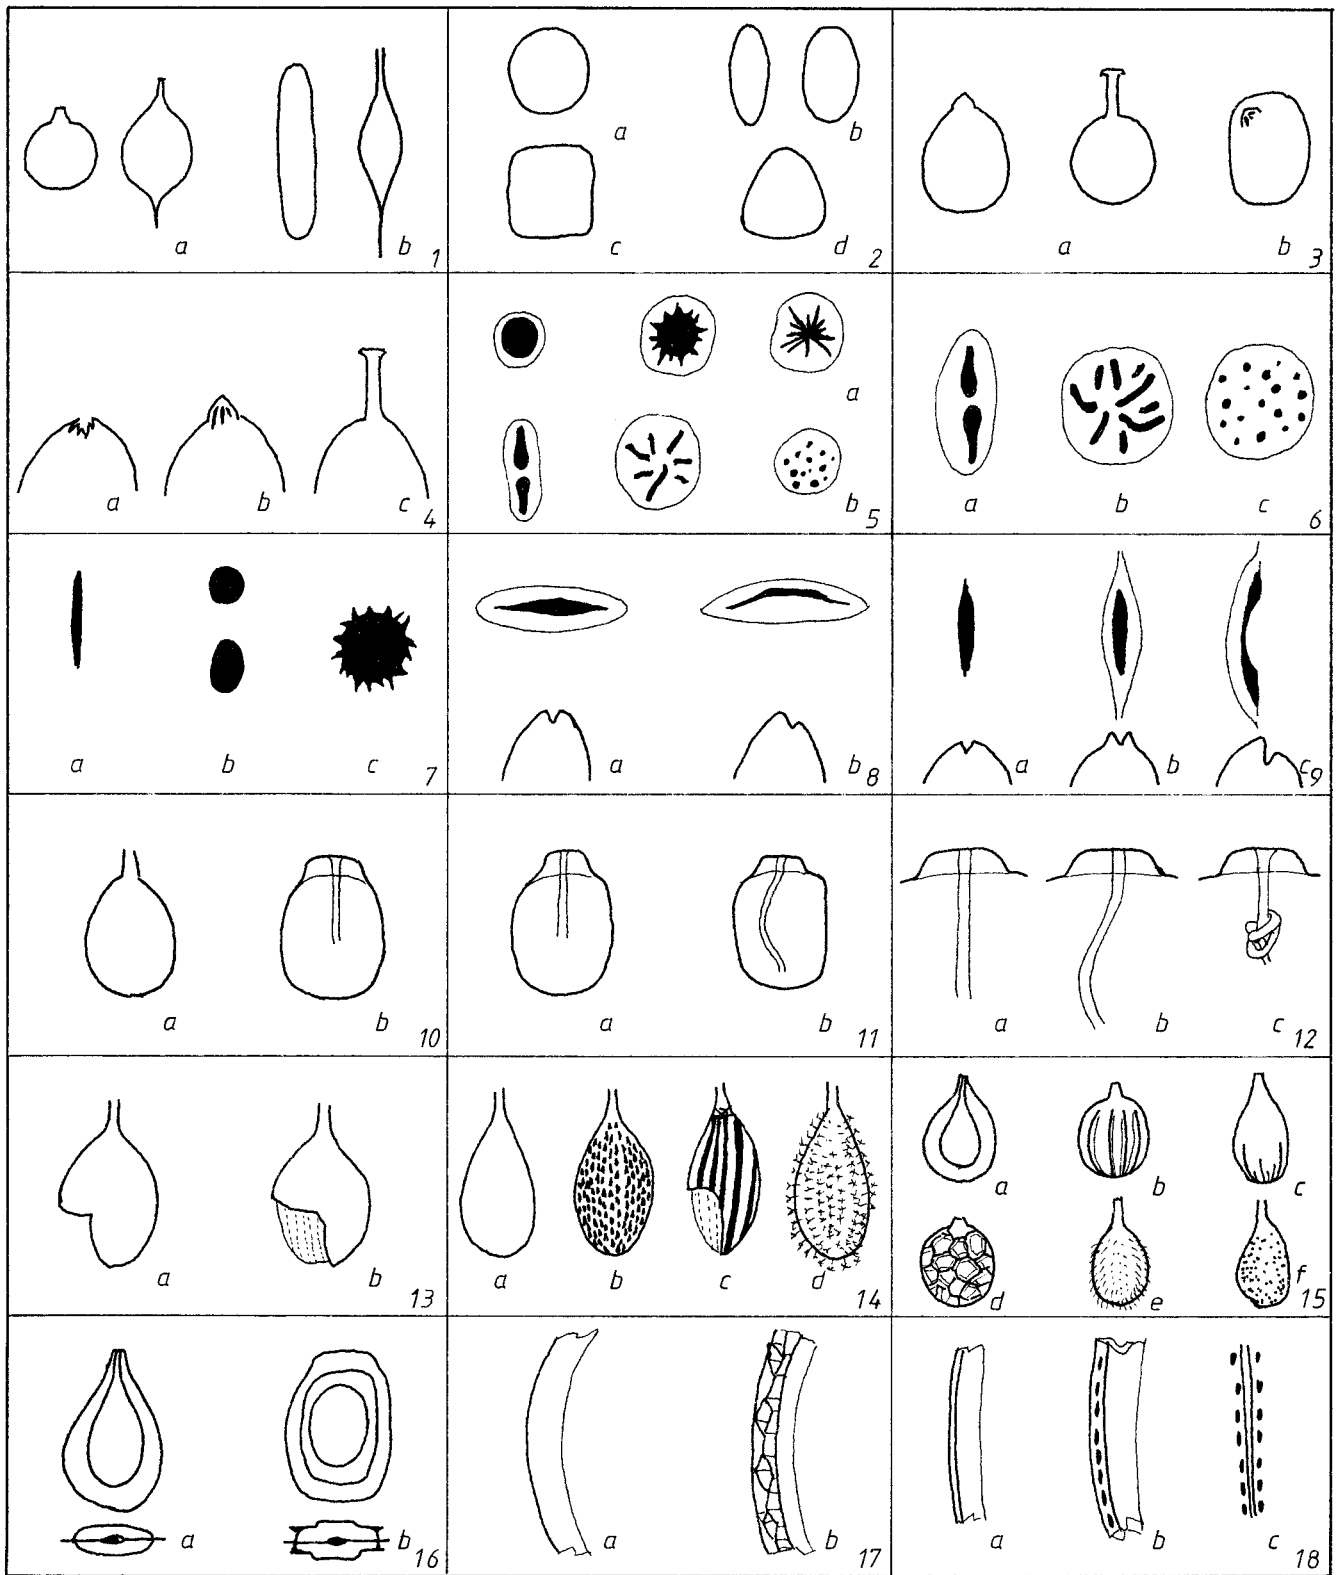 a b 1
a b
c d 2
a b 3
a b c 4
a
b 5
a b c 6
a b c 7
a b 8
a b c 9
a b 10
a b 11
a b c 12
a b 13
a b c d 14
a b c
d e f 15
a b 16
a b 17
a b c 18